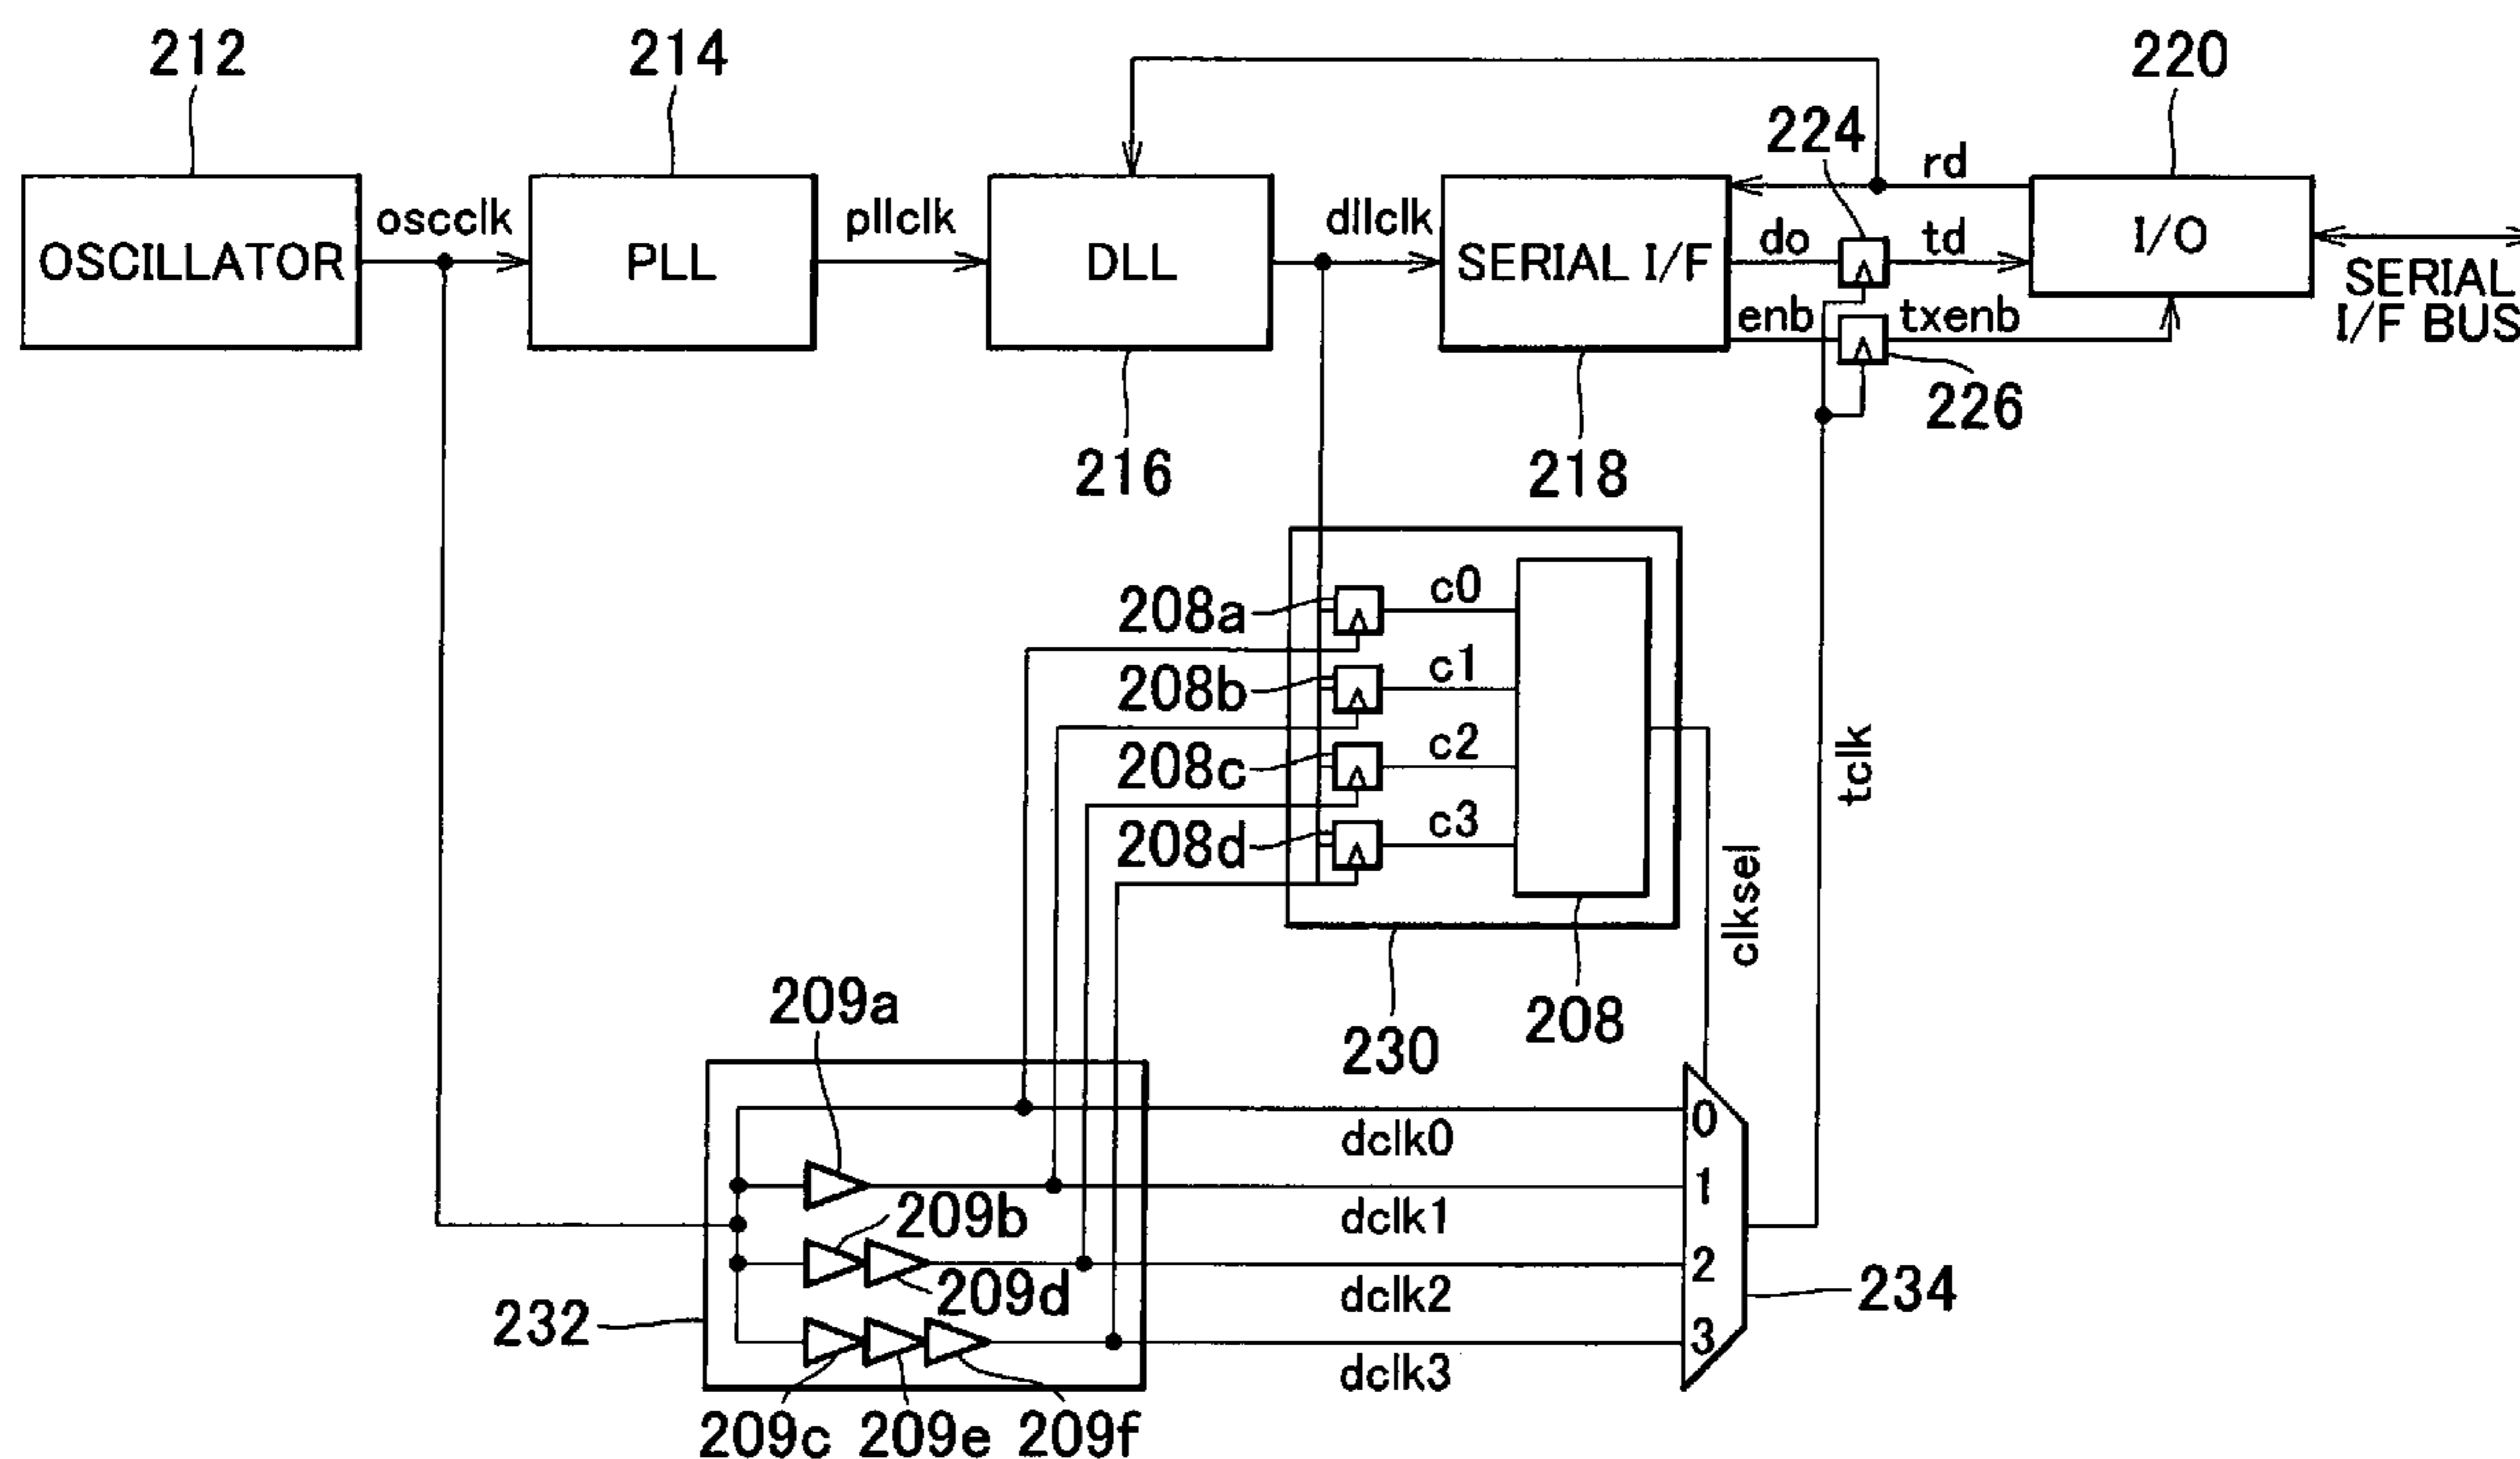 212
214
220
224
rd
oscclk
pllclk
dllclk
OSCILLATOR
PLL
DLL
SERIAL I/F
do
td
I/O
SERIAL
I/F BUS
enb
txenb
226
216
218
208a
c0
208b
c1
208c
c2
208d
c3
tclk
clksel
209a
230
208
0
dclk0
1
209b
dclk1
2
209d
dclk2
232
234
3
dclk3
209c
209e
209f